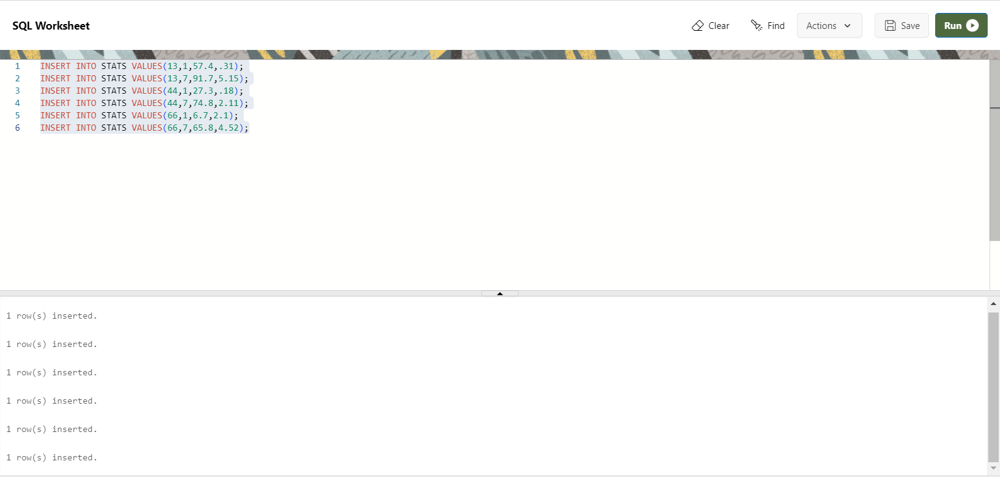 SQL Worksheet
Clear
Find
Actions
Save
Run
1 INSERT INTO STATS VALUES(13,1,57.4,.31);
2 INSERT INTO STATS VALUES(13,7,91.7,5.15);
3 INSERT INTO STATS VALUES(44,1,27.3,.18);
4 INSERT INTO STATS VALUES(44,7,74.8,2.11);
5 INSERT INTO STATS VALUES(66,1,6.7,2.1);
6 INSERT INTO STATS VALUES(66,7,65.8,4.52);
1 row(s) inserted.
1 row(s) inserted.
1 row(s) inserted.
1 row(s) inserted.
1 row(s) inserted.
1 row(s) inserted.